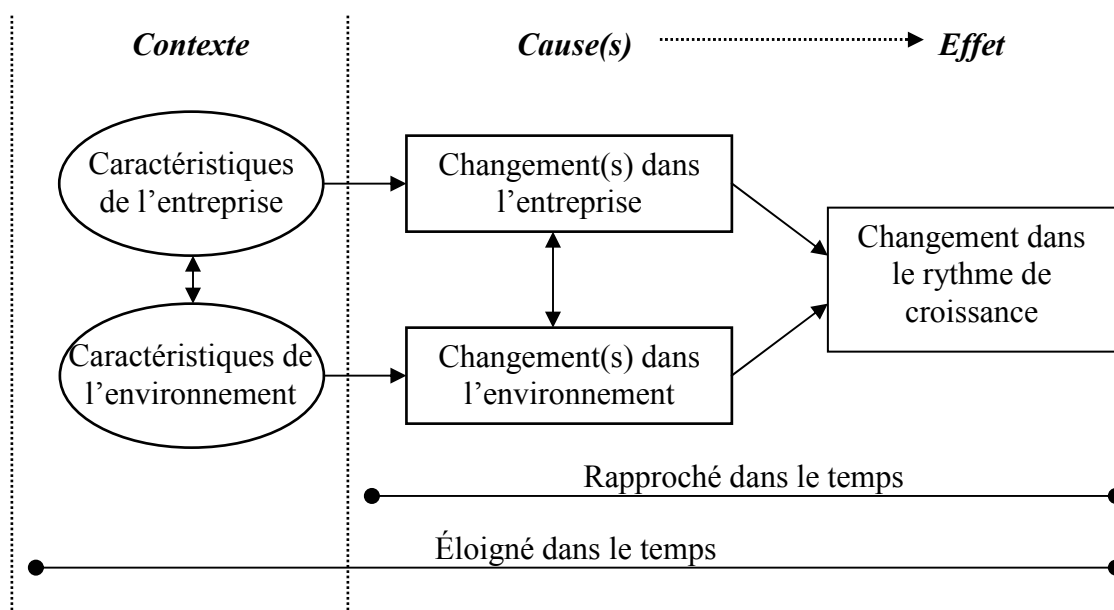 Contexte
Cause(s)
Effet
Caractéristiques
de l’entreprise
Changement(s) dans
l’entreprise
Changement dans
le rythme de
croissance
Caractéristiques de
l’environnement
Changement(s) dans
l’environnement
Rapproché dans le temps
Éloigné dans le temps